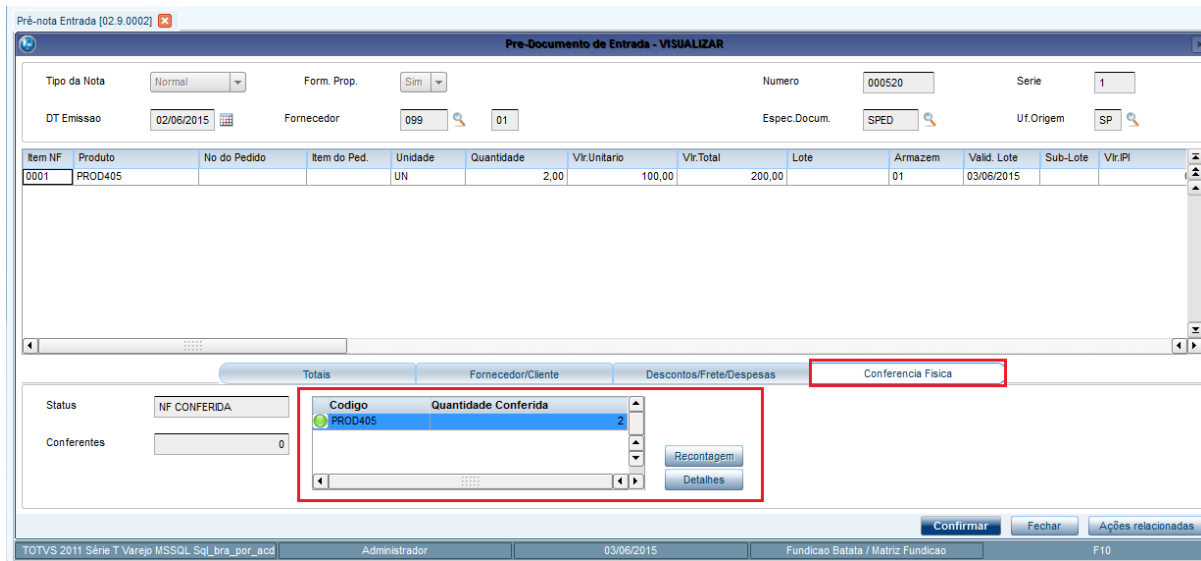 Pré-nota Entrada [02.9.0002]
Pre-Documento de Entrada - VISUALIZAR
Tipo da Nota Normal Form. Prop. Sim Numero 000520 Serie 1
DT Emissao 02/06/2015 Fornecedor 099 01 Espec.Docum. SPED Uf.Origem SP
Item NF Produto No do Pedido Item do Ped. Unidade Quantidade Vlr.Unitario Vlr.Total Lote Armazem Valid. Lote Sub-Lote Vlr.IPI
0001 PROD405 UN 2,00 100,00 200,00 01 03/06/2015
Totais Fornecedor/Cliente Descontos/Frete/Despesas Conferencia Fisica
Status NF CONFERIDA Codigo Quantidade Conferida
PROD405 2
Conferentes 0
Recontagem
Detalhes
Confirmar Fechar Ações relacionadas
TOTVS 2011 Série T Varejo MSSQL Sql_bra_por_acd Administrador 03/06/2015 Fundicao Batata / Matriz Fundicao F10